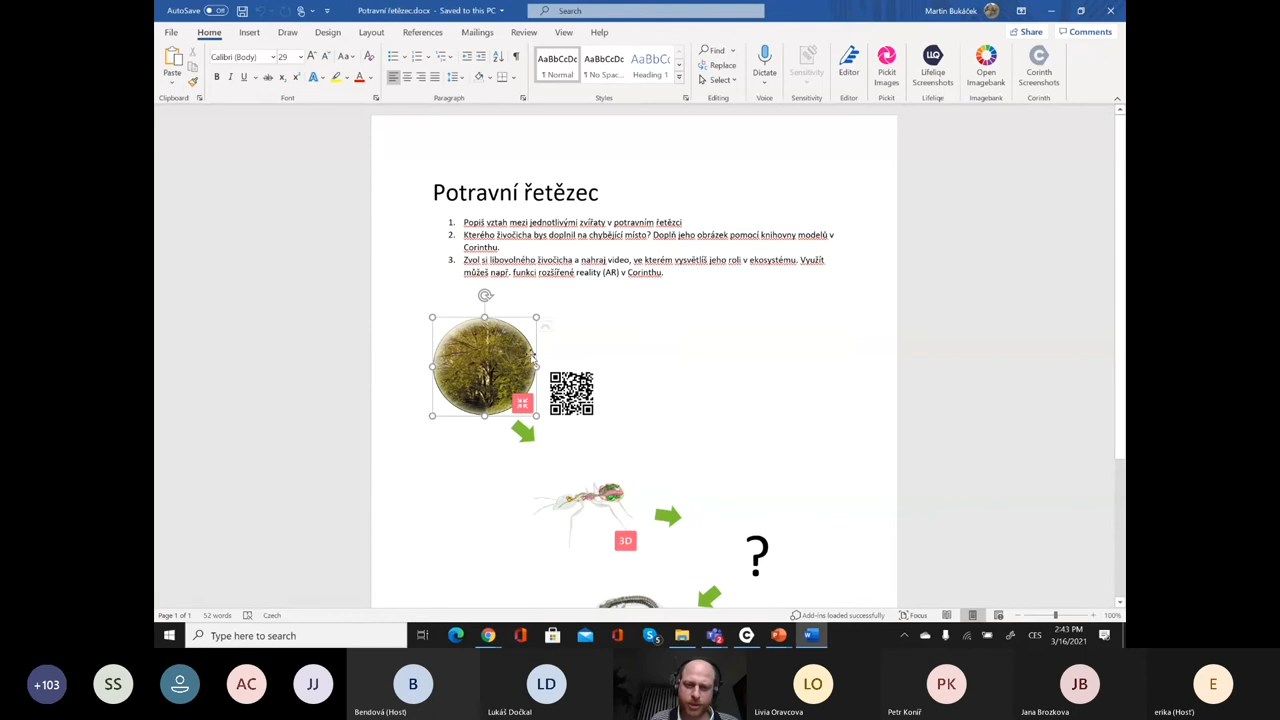 AutoSave Off
Potravní řetězec.docx - Saved to this PC
Search
Martin Bukáček
File Home Insert Draw Design Layout References Mailings Review View Help
Share Comments
Paste
Calibri (Body) 29
AaBbCcDc AaBbCcDc AaBbCc
¶ Normal ¶ No Spac... Heading 1
Find
Replace
Select
Dictate
Sensitivity
Editor
Pickit Images
Lifeliqe Screenshots
Open Imagebank
Corinth Screenshots
Clipboard Font Paragraph Styles Editing Voice Sensitivity Editor Pickit Lifeliqe Imagebank Corinth
Potravní řetězec
1. Popiš vztah mezi jednotlivými zvířaty v potravním řetězci
2. Kterého živočicha bys doplnil na chybějící místo? Doplň jeho obrázek pomocí knihovny modelů v
Corinthu.
3. Zvol si libovolného živočicha a nahraj video, ve kterém vysvětlíš jeho roli v ekosystému. Využít
můžeš např. funkci rozšířené reality (AR) v Corinthu.
3D
?
Page 1 of 1 52 words Czech Add-ins loaded successfully Focus 100%
Type here to search
CES
2:43 PM
3/16/2021
+103 SS AC JJ B LD LO PK JB E
Bendová (Host) Lukáš Dočkal Livia Oravcova Petr Koníř Jana Brozkova erika (Host)